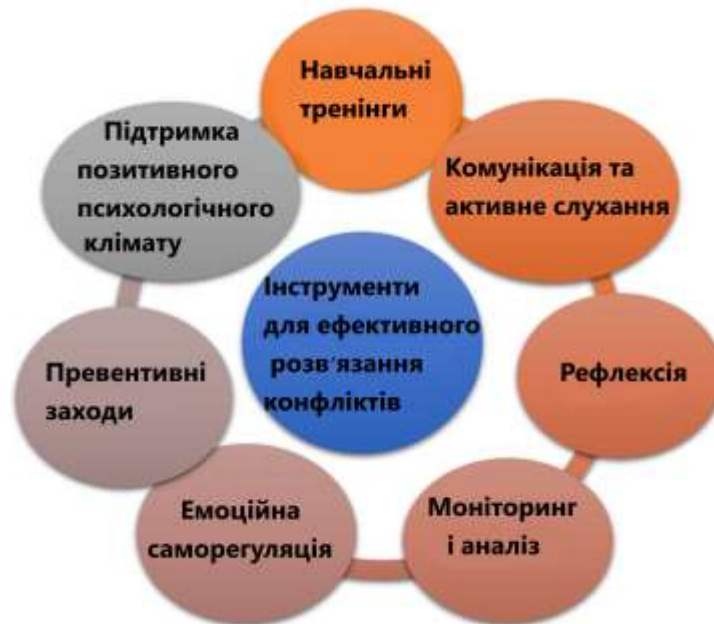 Навчальні
тренінги
Комунікація та
активне слухання
Рефлексія
Моніторинг
і аналіз
Емоційна
саморегуляція
Превентивні
заходи
Підтримка
позитивного
психологічного
клімату
Інструменти
для ефективного
розв'язання
конфліктів